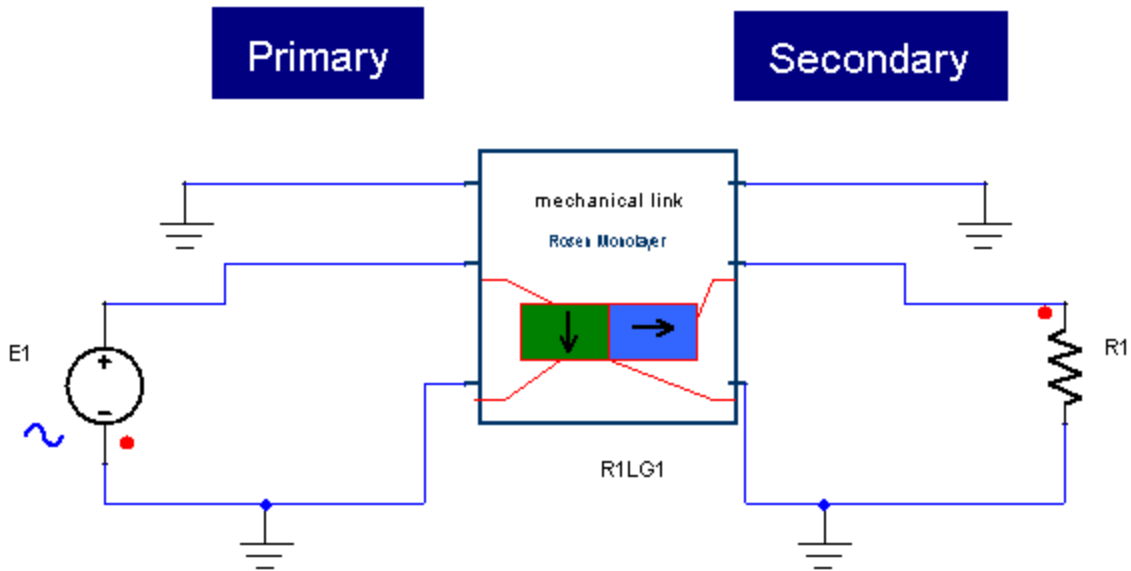 Primary
Secondary
mechanical link
Rosen Monolayer
E1
+
−
R1
R1LG1